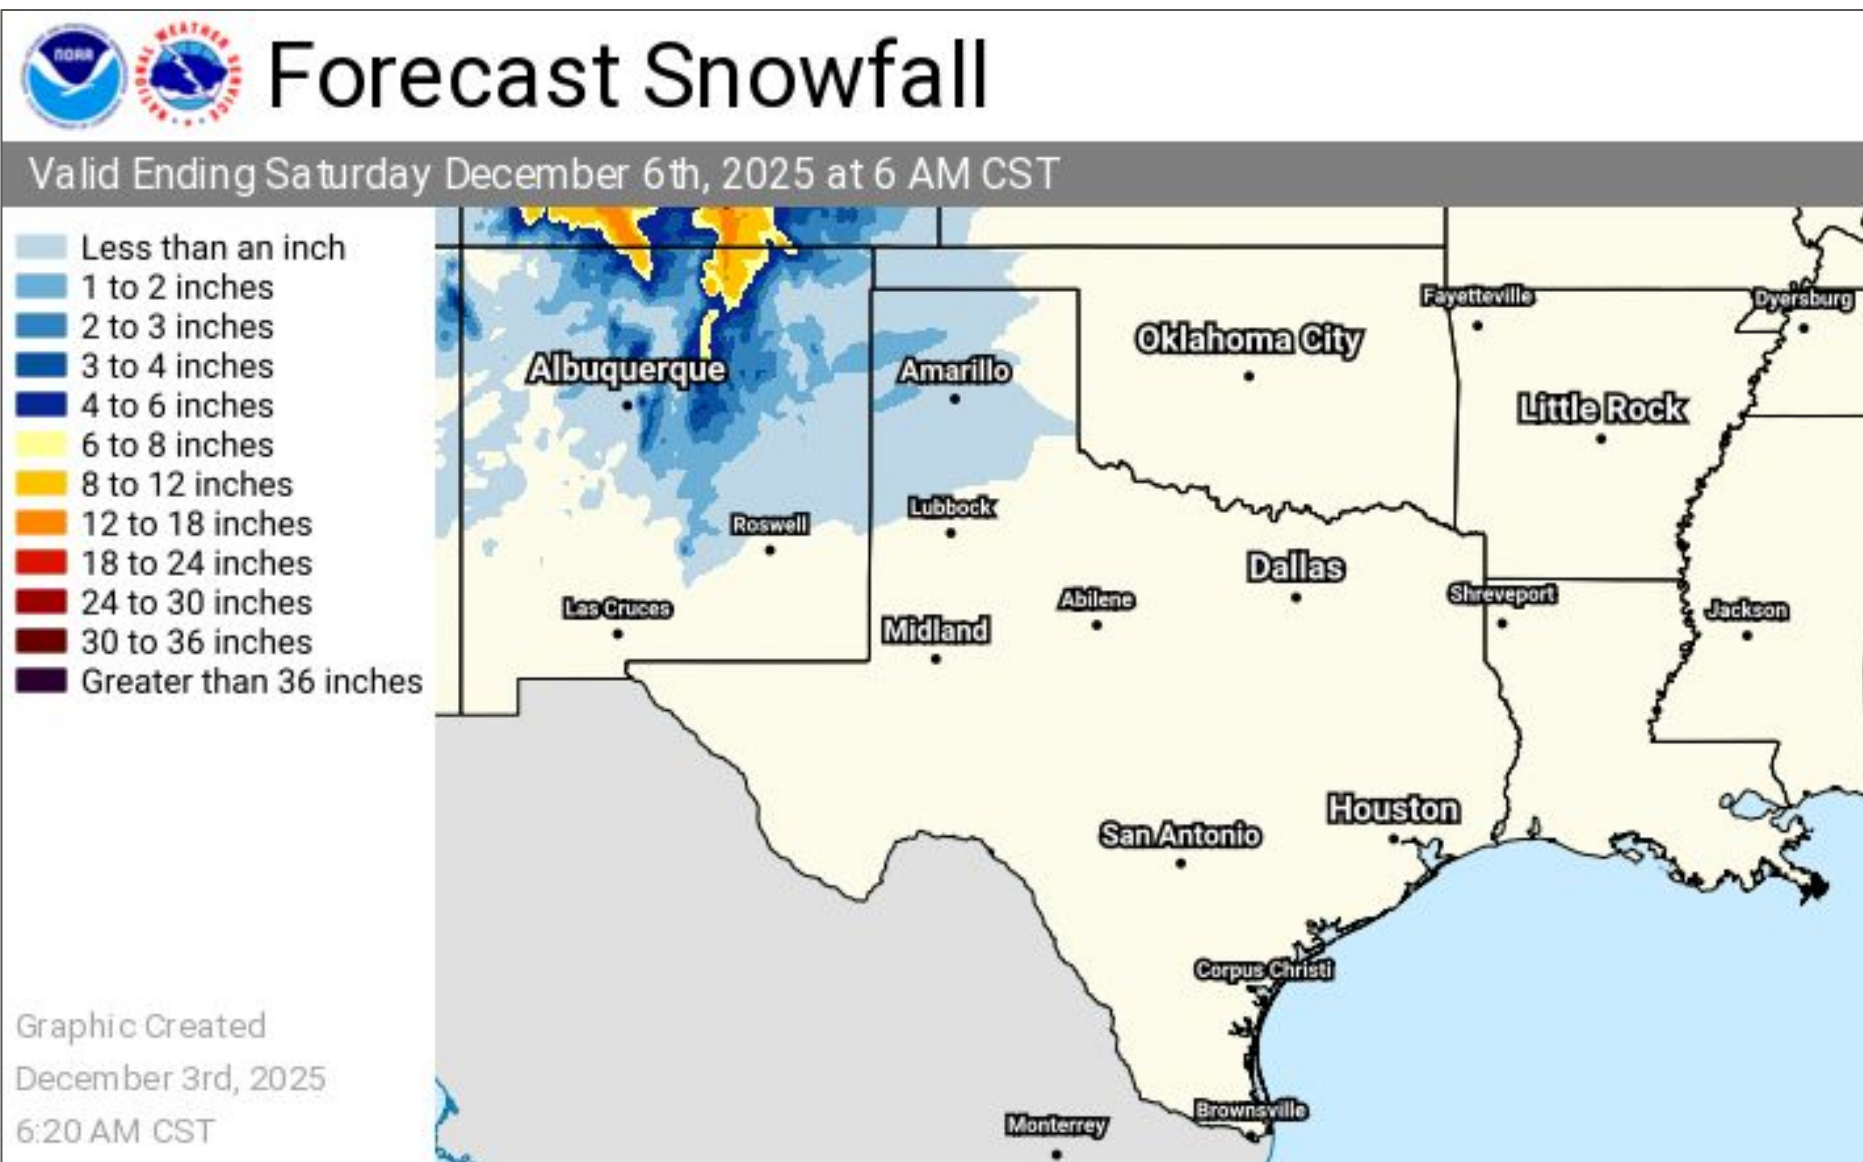 NOAA
NATIONAL WEATHER SERVICE
Forecast Snowfall
Valid Ending Saturday December 6th, 2025 at 6 AM CST
Less than an inch
1 to 2 inches
2 to 3 inches
3 to 4 inches
4 to 6 inches
6 to 8 inches
8 to 12 inches
12 to 18 inches
18 to 24 inches
24 to 30 inches
30 to 36 inches
Greater than 36 inches
Graphic Created
December 3rd, 2025
6:20 AM CST
Fayetteville
Dyersburg
Oklahoma City
Albuquerque
Amarillo
Little Rock
Lubbock
Roswell
Dallas
Shreveport
Abilene
Las Cruces
Jackson
Midland
Houston
San Antonio
Corpus Christi
Brownsville
Monterrey